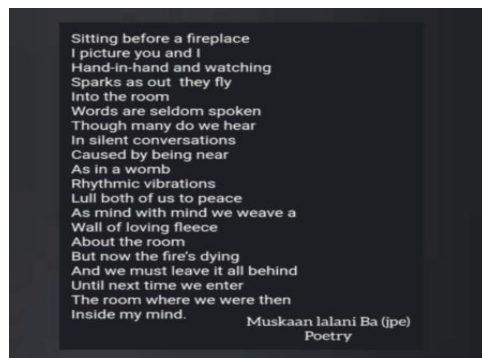 Sitting before a fireplace
I picture you and I
Hand-in-hand and watching
Sparks as out they fly
Into the room
Words are seldom spoken
Though many do we hear
In silent conversations
Caused by being near
As in a womb
Rhythmic vibrations
Lull both of us to peace
As mind with mind we weave a
Wall of loving fleece
About the room
But now the fire's dying
And we must leave it all behind
Until next time we enter
The room where we were then
Inside my mind.
Muskaan lalani Ba (jpe)
Poetry